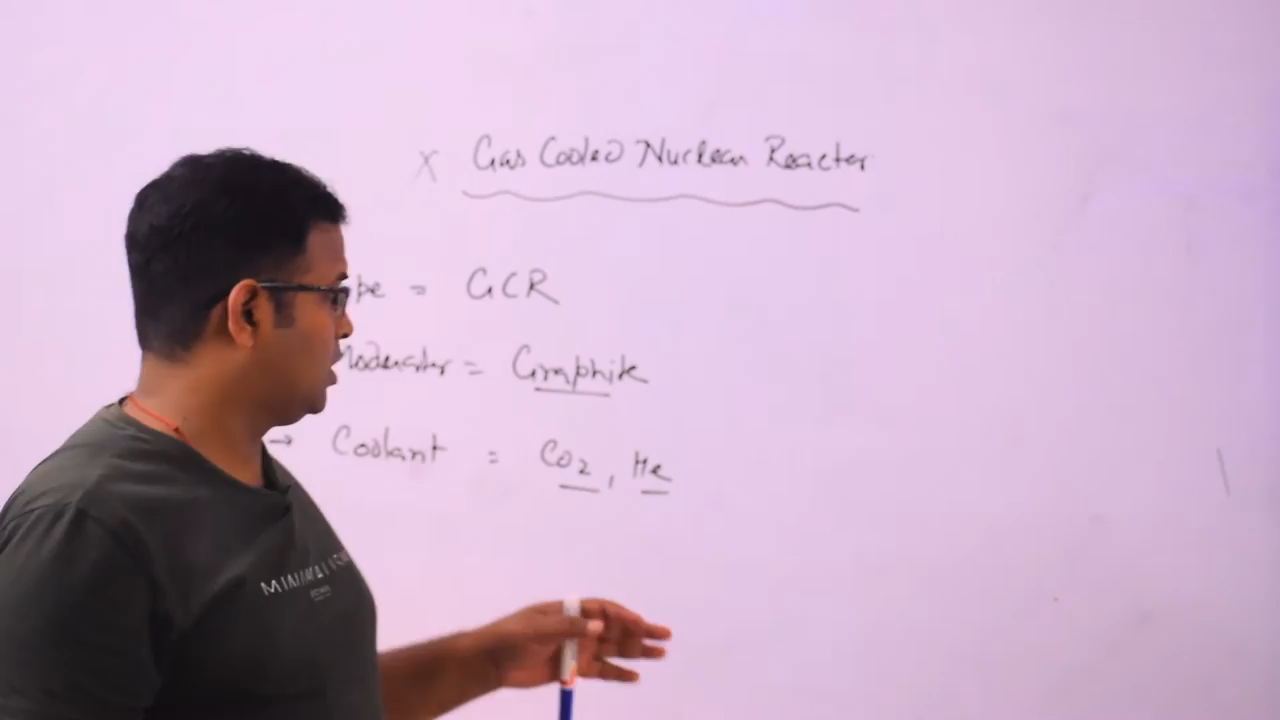 x Gas Cooled Nuclear Reactor
pe = GCR
Moderator = Graphite
→ Coolant = CO2, He